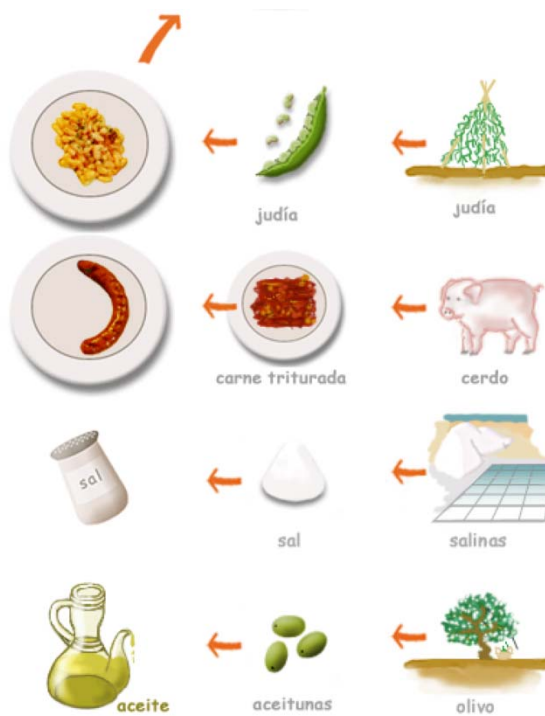 judía
judía
carne triturada
cerdo
sal
sal
salinas
aceite
aceitunas
olivo